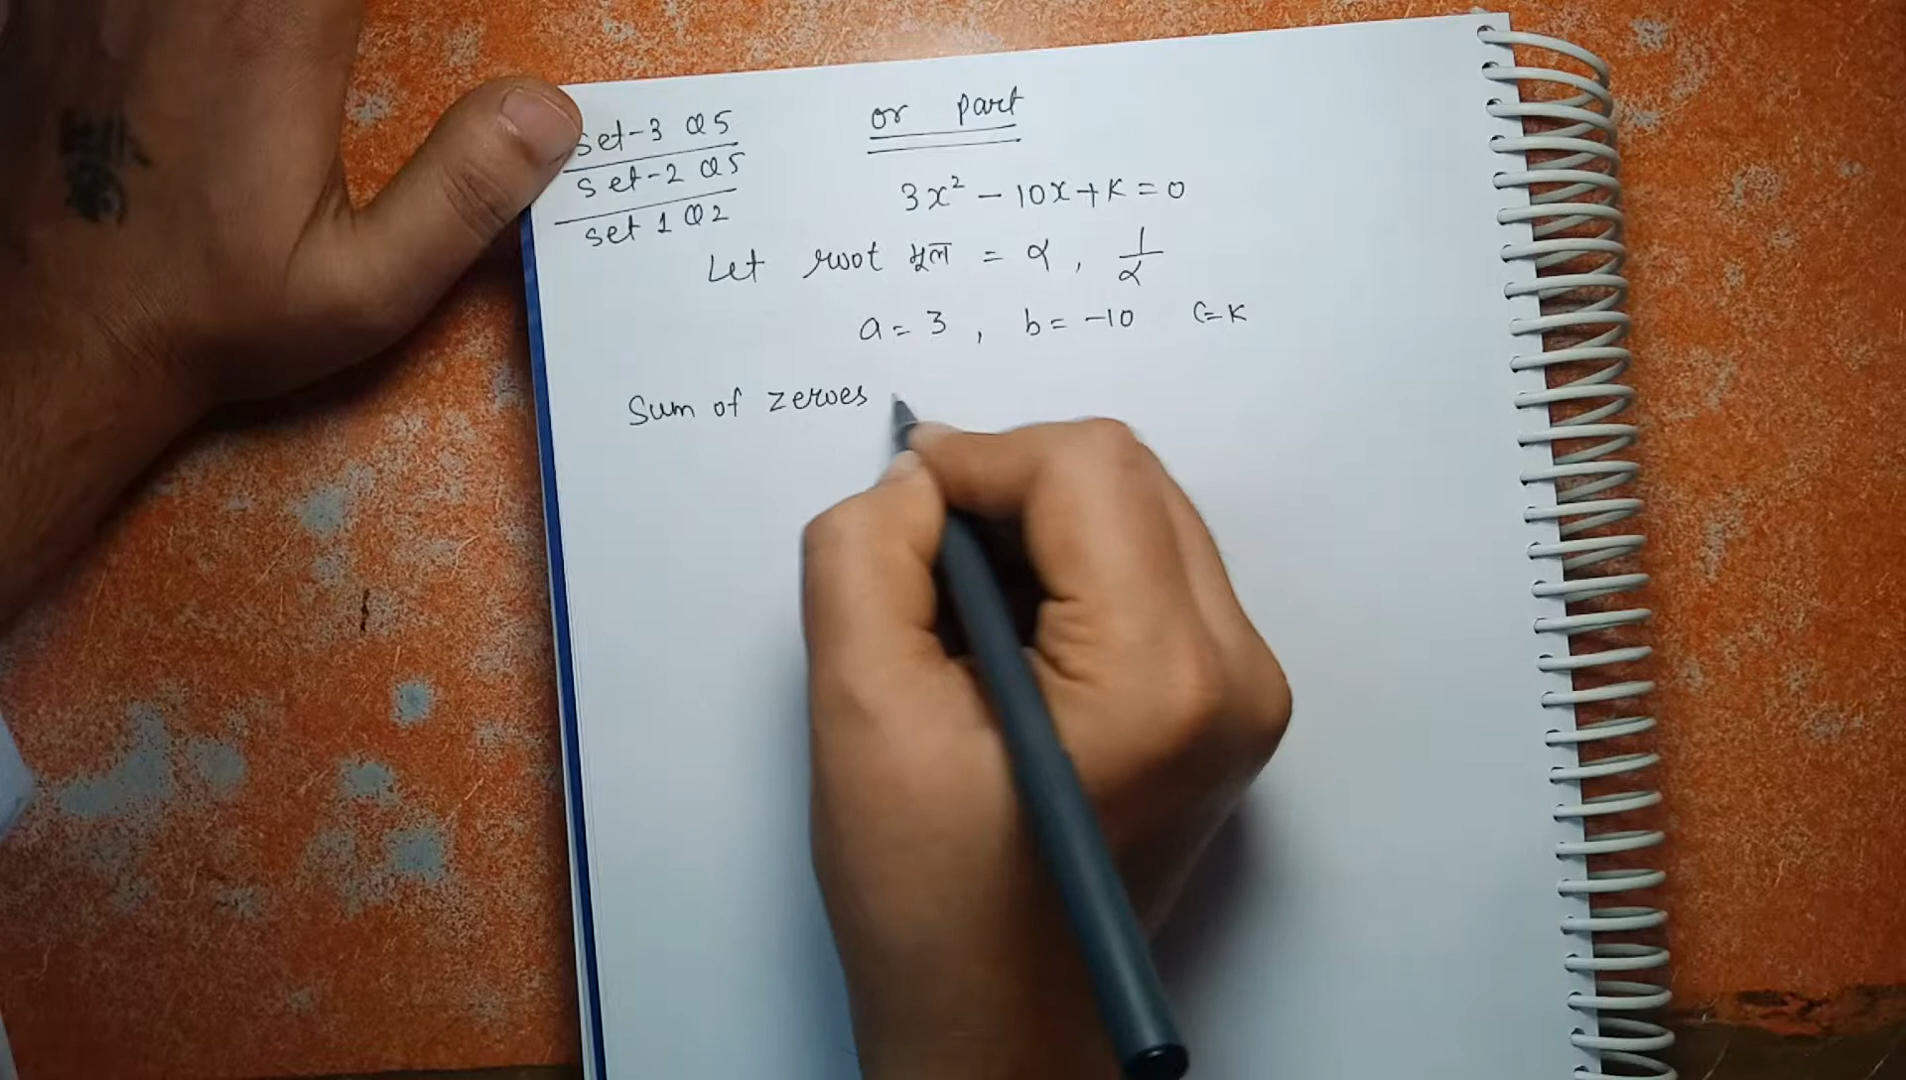 set-3 Q5
set-2 Q5
set 1 Q2
or part
3x² - 10x + K = 0
Let root मूल = α, 1/α
a = 3, b = -10 C = K
Sum of zeroes